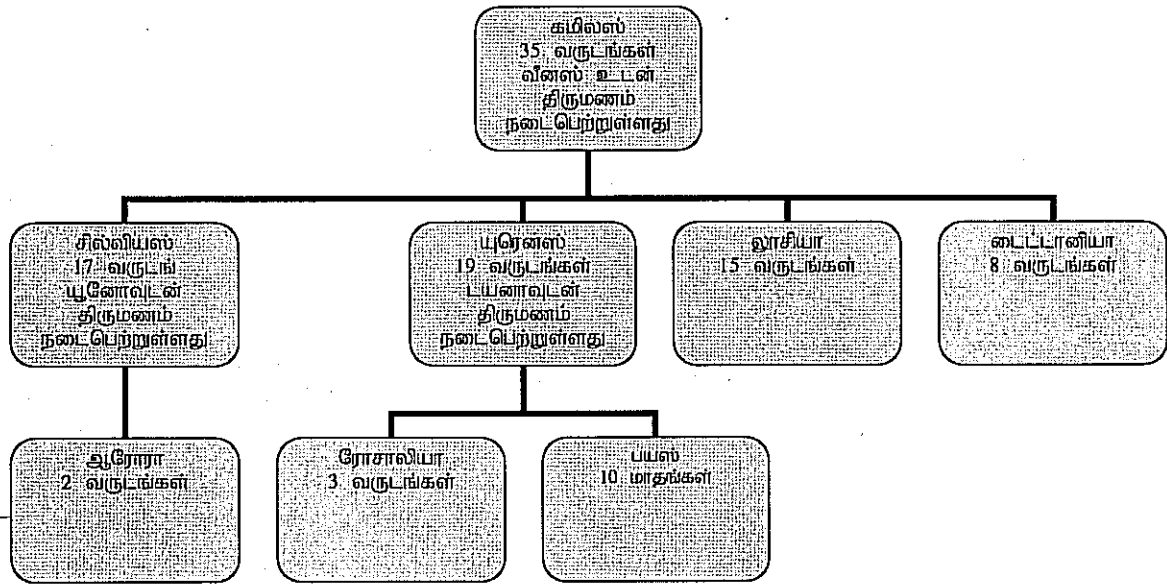 கமிலஸ்
35 வருடங்கள்
வீனஸ் உடன்
திருமணம்
நடைபெற்றுள்ளது
சில்வியஸ்
17 வருடங்
யூனோவுடன்
திருமணம்
நடைபெற்றுள்ளது
யுரெனஸ்
19 வருடங்கள்
டயனாவுடன்
திருமணம்
நடைபெற்றுள்ளது
லூசியா
15 வருடங்கள்
டைட்டானியா
8 வருடங்கள்
ஆரோரா
2 வருடங்கள்
ரோசாலியா
3 வருடங்கள்
பயஸ்
10 மாதங்கள்